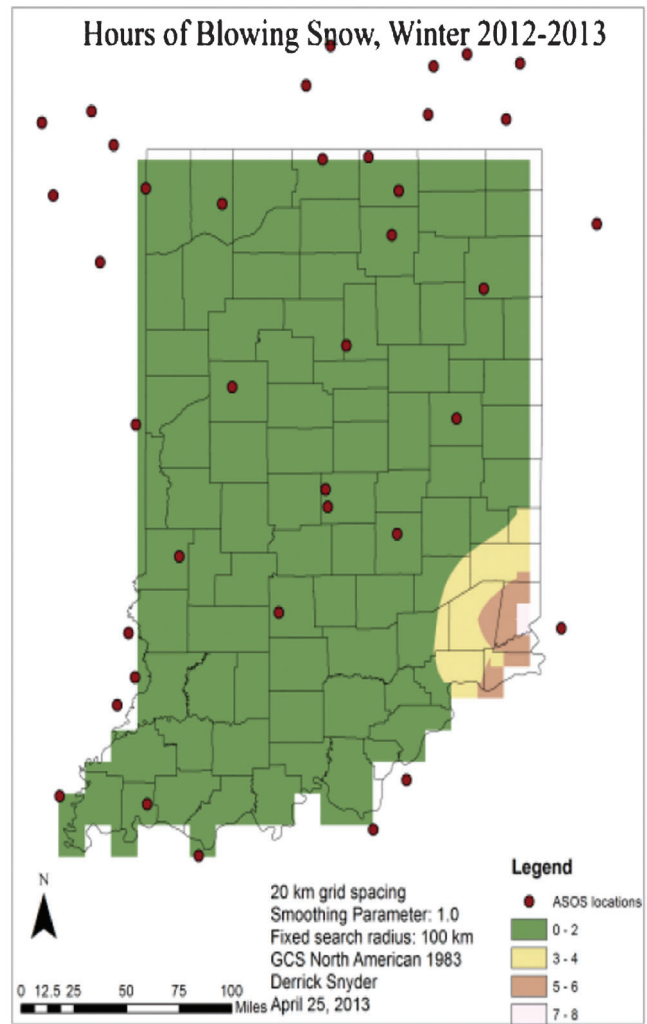 Hours of Blowing Snow, Winter 2012-2013
N
0 12.5 25 50 75 100
Miles
20 km grid spacing
Smoothing Parameter: 1.0
Fixed search radius: 100 km
GCS North American 1983
Derrick Snyder
April 25, 2013
Legend
ASOS locations
0 - 2
3 - 4
5 - 6
7 - 8